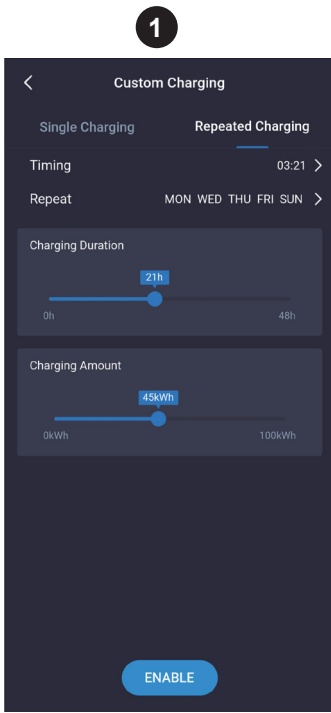 1
Custom Charging
Single Charging Repeated Charging
Timing 03:21
Repeat MON WED THU FRI SUN
Charging Duration
21h
0h 48h
Charging Amount
45kWh
0kWh 100kWh
ENABLE